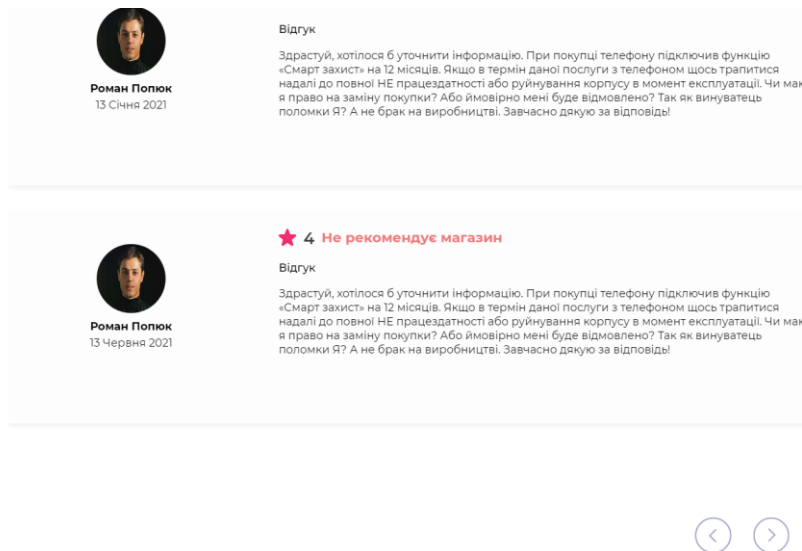 Відгук
Здрастуй, хотілося б уточнити інформацію. При покупці телефону підключив функцію
«Смарт захист» на 12 місяців. Якщо в термін даної послуги з телефоном щось трапитися
надалі до повної НЕ працездатності або руйнування корпусу в момент експлуатації. Чи мак
я право на заміну покупки? Або ймовірно мені буде відмовлено? Так як винуватець
поломки Я? А не брак на виробництві. Завчасно дякую за відповідь!
Роман Попюк
13 Січня 2021
4 Не рекомендує магазин
Відгук
Здрастуй, хотілося б уточнити інформацію. При покупці телефону підключив функцію
«Смарт захист» на 12 місяців. Якщо в термін даної послуги з телефоном щось трапитися
надалі до повної НЕ працездатності або руйнування корпусу в момент експлуатації. Чи мак
я право на заміну покупки? Або ймовірно мені буде відмовлено? Так як винуватець
поломки Я? А не брак на виробництві. Завчасно дякую за відповідь!
Роман Попюк
13 Червня 2021